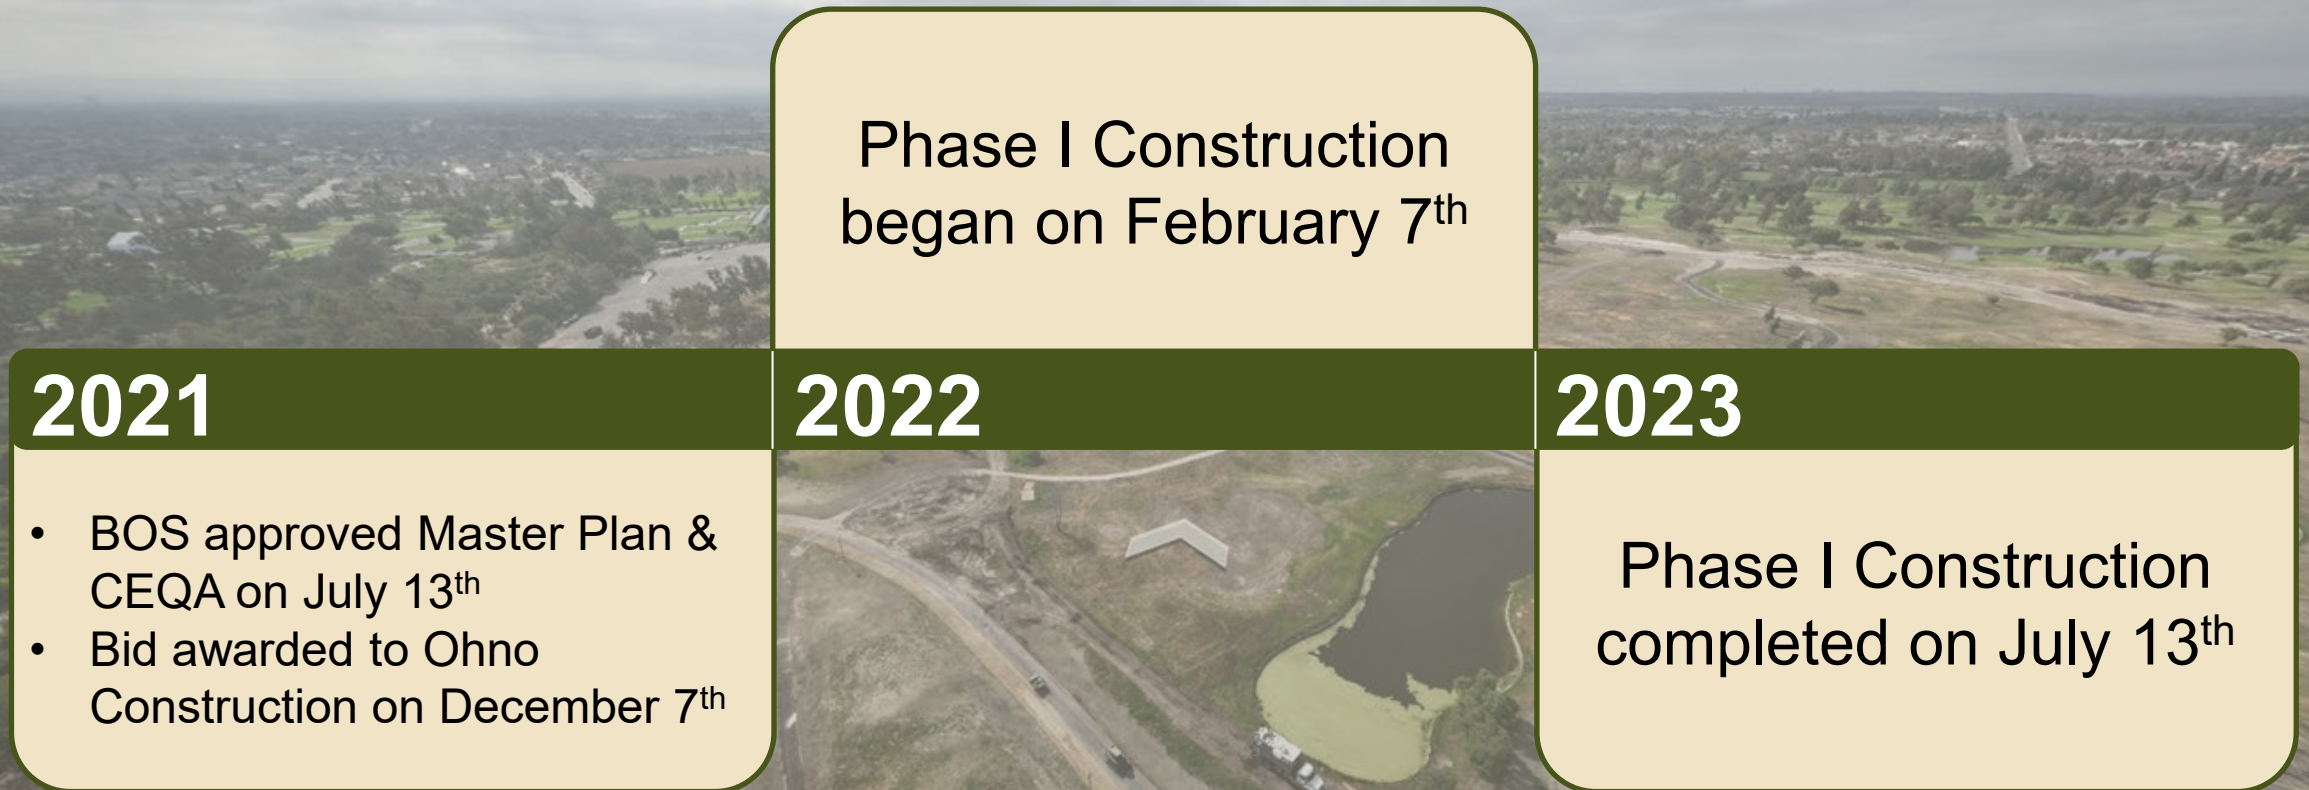 Phase I Construction
began on February 7th
2021
2022
2023
• BOS approved Master Plan &
CEQA on July 13th
• Bid awarded to Ohno
Construction on December 7th
Phase I Construction
completed on July 13th